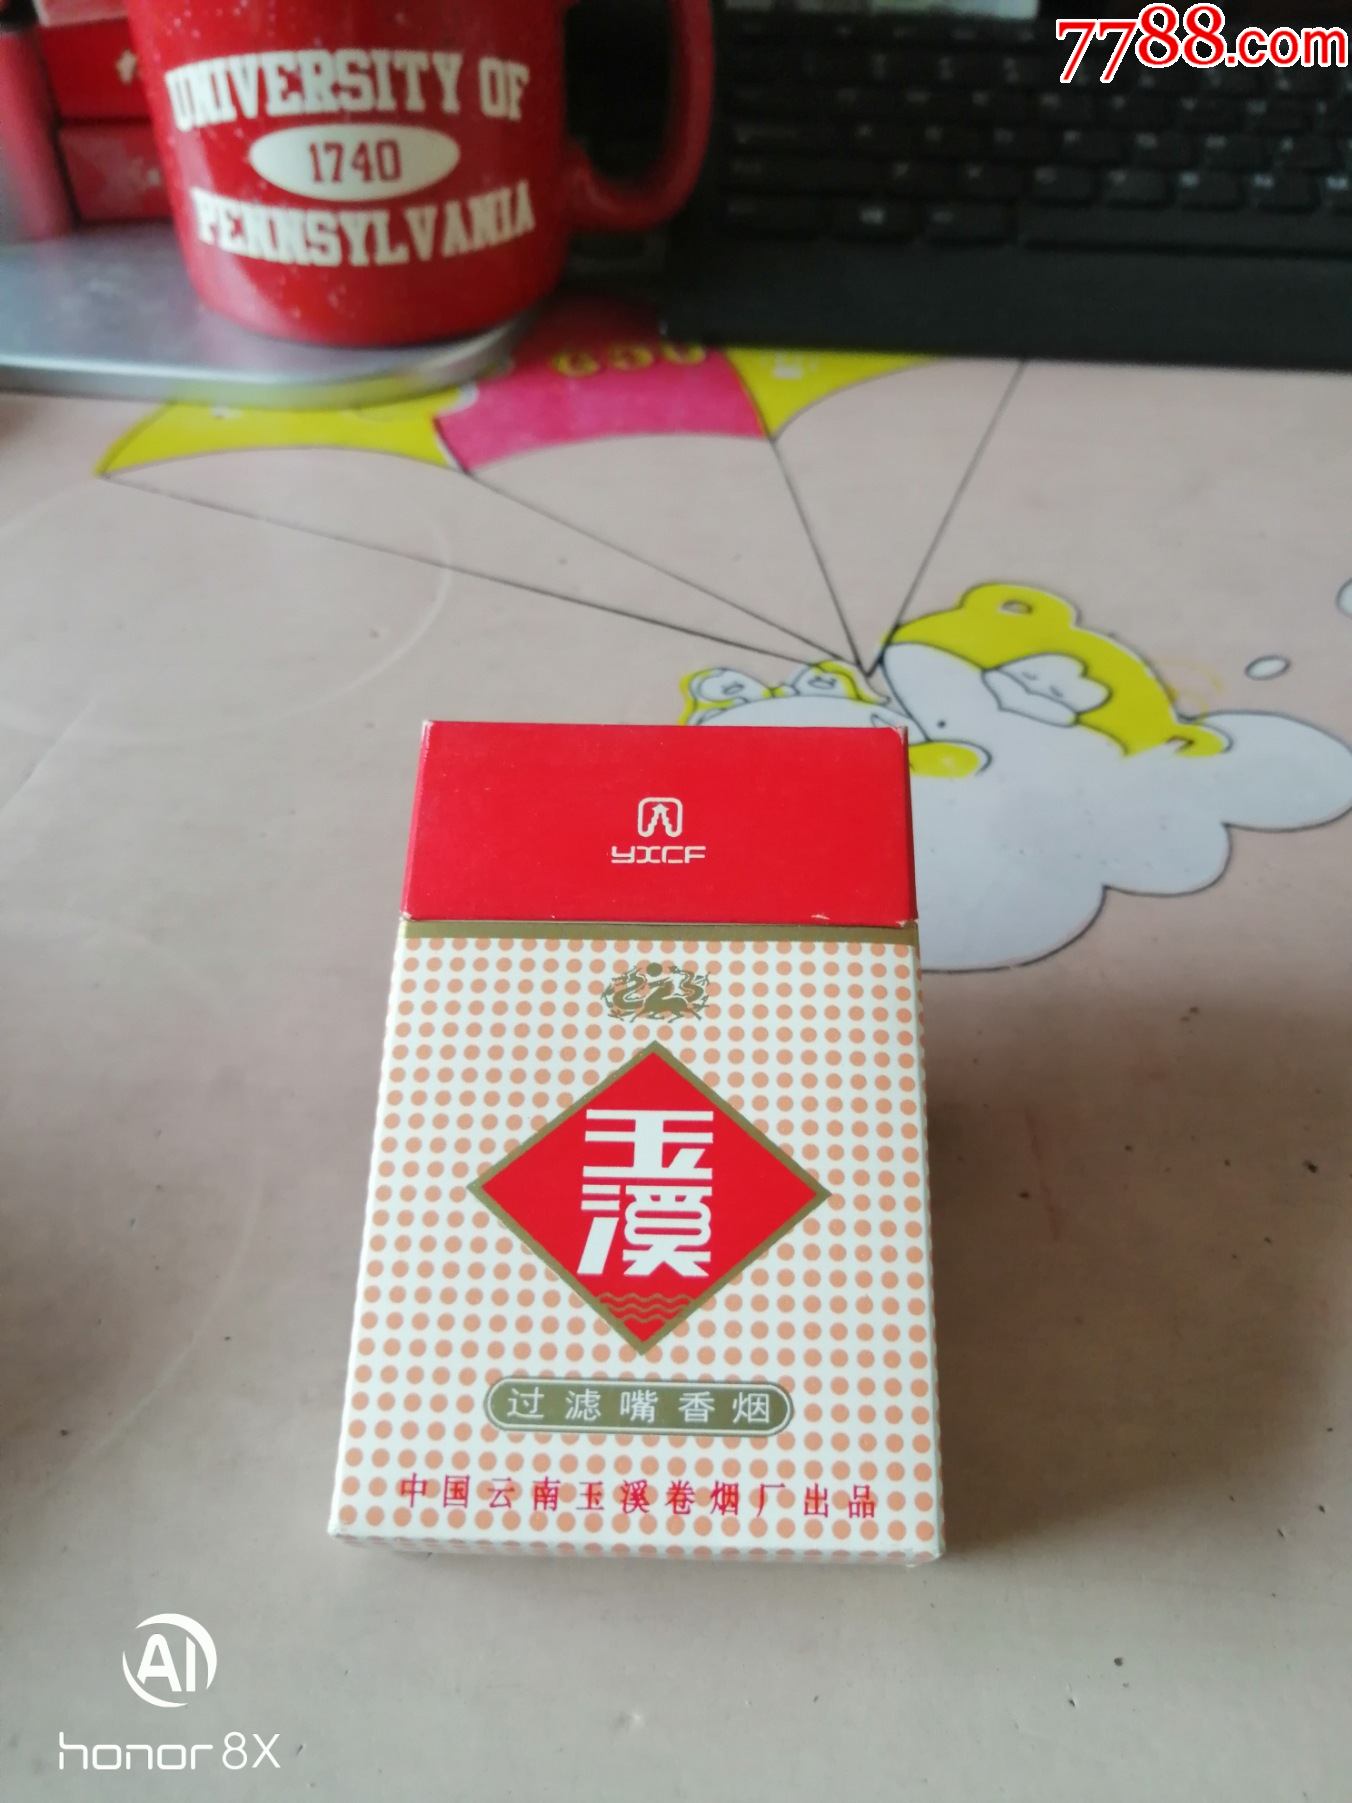 7788.com
UNIVERSITY OF
1740
PENNSYLVANIA
YXCF
玉
溪
过滤嘴香烟
中国云南玉溪卷烟厂出品
AI
honor 8X